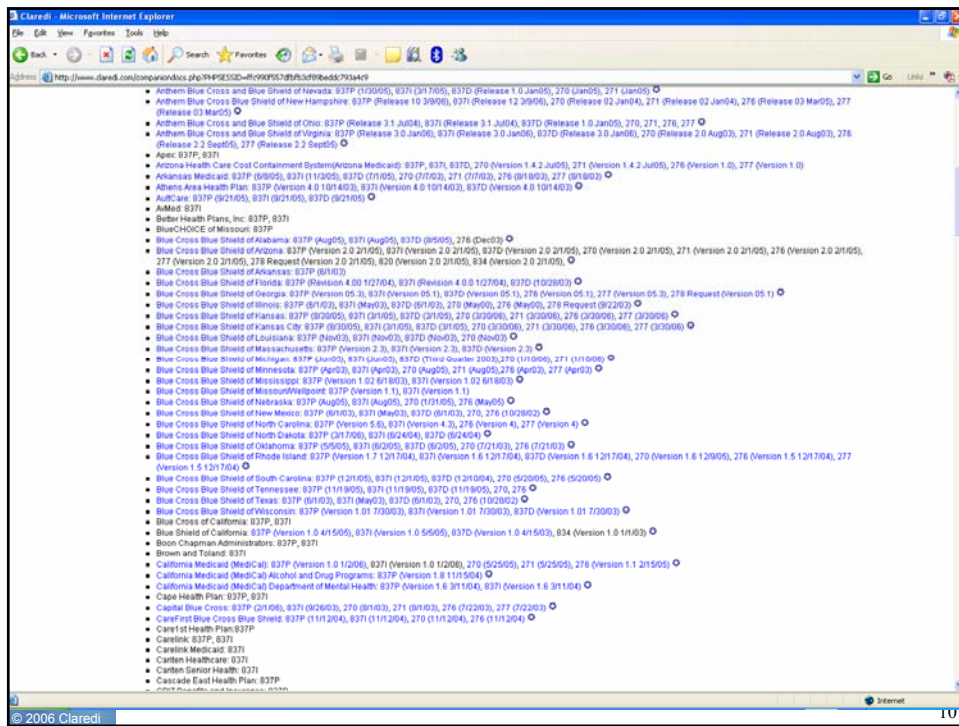 Claredi - Microsoft Internet Explorer
File Edit View Favorites Tools Help
Back Search Favorites
Address http://www.claredi.com/companiondocs.php?PHPSESSID=ffc990f557dfbfb3cf89beddc793a4c9 Go Links
Anthem Blue Cross and Blue Shield of Nevada: 837P (1/30/05), 837I (3/17/05), 837D (Release 1.0 Jan05), 270 (Jan05), 271 (Jan05)
Anthem Blue Cross Blue Shield of New Hampshire: 837P (Release 10 3/9/06), 837I (Release 12 3/9/06), 270 (Release 02 Jan04), 271 (Release 02 Jan04), 276 (Release 03 Mar05), 277
(Release 03 Mar05)
Anthem Blue Cross and Blue Shield of Ohio: 837P (Release 3.1 Jul04), 837I (Release 3.1 Jul04), 837D (Release 1.0 Jan05), 270, 271, 276, 277
Anthem Blue Cross and Blue Shield of Virginia: 837P (Release 3.0 Jan06), 837I (Release 3.0 Jan06), 837D (Release 3.0 Jan06), 270 (Release 2.0 Aug03), 271 (Release 2.0 Aug03), 276
(Release 2.2 Sept05), 277 (Release 2.2 Sept05)
Apex: 837P, 837I
Arizona Health Care Cost Containment System(Arizona Medicaid): 837P, 837I, 837D, 270 (Version 1.4.2 Jul05), 271 (Version 1.4.2 Jul05), 276 (Version 1.0), 277 (Version 1.0)
Arkansas Medicaid: 837P (6/8/05), 837I (11/3/05), 837D (7/1/05), 270 (7/7/03), 271 (7/7/03), 276 (8/18/03), 277 (8/18/03)
Athens Area Health Plan: 837P (Version 4.0 10/14/03), 837I (Version 4.0 10/14/03), 837D (Version 4.0 10/14/03)
AultCare: 837P (9/21/05), 837I (9/21/05), 837D (9/21/05)
AvMed: 837I
Better Health Plans, Inc: 837P, 837I
BlueCHOICE of Missouri: 837P
Blue Cross Blue Shield of Alabama: 837P (Aug05), 837I (Aug05), 837D (8/5/05), 276 (Dec03)
Blue Cross Blue Shield of Arizona: 837P (Version 2.0 2/1/05), 837I (Version 2.0 2/1/05), 837D (Version 2.0 2/1/05), 270 (Version 2.0 2/1/05), 271 (Version 2.0 2/1/05), 276 (Version 2.0 2/1/05),
277 (Version 2.0 2/1/05), 278 Request (Version 2.0 2/1/05), 820 (Version 2.0 2/1/05), 834 (Version 2.0 2/1/05),
Blue Cross Blue Shield of Arkansas: 837P (6/1/03)
Blue Cross Blue Shield of Florida: 837P (Revision 4.00 1/27/04), 837I (Revision 4.0.0 1/27/04), 837D (10/28/03)
Blue Cross Blue Shield of Georgia: 837P (Version 05.3), 837I (Version 05.1), 837D (Version 05.1), 276 (Version 05.1), 277 (Version 05.3), 278 Request (Version 05.1)
Blue Cross Blue Shield of Illinois: 837P (6/1/03), 837I (May03), 837D (6/1/03), 270 (May00), 276 (May00), 278 Request (9/22/03)
Blue Cross Blue Shield of Kansas: 837P (8/30/05), 837I (3/1/05), 837D (3/1/05), 270 (3/30/06), 271 (3/30/06), 276 (3/30/06), 277 (3/30/06)
Blue Cross Blue Shield of Kansas City: 837P (8/30/05), 837I (3/1/05), 837D (3/1/05), 270 (3/30/06), 271 (3/30/06), 276 (3/30/06), 277 (3/30/06)
Blue Cross Blue Shield of Louisiana: 837P (Nov03), 837I (Nov03), 837D (Nov03), 270 (Nov03)
Blue Cross Blue Shield of Massachusetts: 837P (Version 2.3), 837I (Version 2.3), 837D (Version 2.3)
Blue Cross Blue Shield of Michigan: 837P (Jun05), 837I (Jun05), 837D (Third Quarter 2003),270 (1/10/06), 271 (1/10/06)
Blue Cross Blue Shield of Minnesota: 837P (Apr03), 837I (Apr03), 270 (Aug05), 271 (Aug05),276 (Apr03), 277 (Apr03)
Blue Cross Blue Shield of Mississippi: 837P (Version 1.02 6/18/03), 837I (Version 1.02 6/18/03)
Blue Cross Blue Shield of Missouri/Wellpoint: 837P (Version 1.1), 837I (Version 1.1)
Blue Cross Blue Shield of Nebraska: 837P (Aug05), 837I (Aug05), 270 (1/31/05), 276 (May05)
Blue Cross Blue Shield of New Mexico: 837P (6/1/03), 837I (May03), 837D (6/1/03), 270, 276 (10/28/02)
Blue Cross Blue Shield of North Carolina: 837P (Version 5.6), 837I (Version 4.3), 276 (Version 4), 277 (Version 4)
Blue Cross Blue Shield of North Dakota: 837P (3/17/06), 837I (6/24/04), 837D (6/24/04)
Blue Cross Blue Shield of Oklahoma: 837P (5/5/05), 837I (6/2/05), 837D (6/2/05), 270 (7/21/03), 276 (7/21/03)
Blue Cross Blue Shield of Rhode Island: 837P (Version 1.7 12/17/04), 837I (Version 1.6 12/17/04), 837D (Version 1.6 12/17/04), 270 (Version 1.6 12/9/05), 276 (Version 1.5 12/17/04), 277
(Version 1.5 12/17/04)
Blue Cross Blue Shield of South Carolina: 837P (12/1/05), 837I (12/1/05), 837D (12/10/04), 270 (5/20/05), 276 (5/20/05)
Blue Cross Blue Shield of Tennessee: 837P (11/19/05), 837I (11/19/05), 837D (11/19/05), 270, 276
Blue Cross Blue Shield of Texas: 837P (6/1/03), 837I (May03), 837D (6/1/03), 270, 276 (10/28/02)
Blue Cross Blue Shield of Wisconsin: 837P (Version 1.01 7/30/03), 837I (Version 1.01 7/30/03), 837D (Version 1.01 7/30/03)
Blue Cross of California: 837P, 837I
Blue Shield of California: 837P (Version 1.0 4/15/05), 837I (Version 1.0 5/6/05), 837D (Version 1.0 4/15/03), 834 (Version 1.0 1/1/03)
Boon Chapman Administrators: 837P, 837I
Brown and Toland: 837I
California Medicaid (MediCal): 837P (Version 1.0 1/2/06), 837I (Version 1.0 1/2/06), 270 (5/25/05), 271 (5/25/05), 276 (Version 1.1 2/15/05)
California Medicaid (MediCal) Alcohol and Drug Programs: 837P (Version 1.8 11/15/04)
California Medicaid (MediCal) Department of Mental Health: 837P (Version 1.6 3/11/04), 837I (Version 1.6 3/11/04)
Cape Health Plan: 837P, 837I
Capital Blue Cross: 837P (2/1/06), 837I (9/26/03), 270 (8/1/03), 271 (8/1/03), 276 (7/22/03), 277 (7/22/03)
CareFirst Blue Cross Blue Shield: 837P (11/12/04), 837I (11/12/04), 270 (11/12/04), 276 (11/12/04)
Care1st Health Plan:837P
Carelink: 837P, 837I
Carelink Medicaid: 837I
Cariten Healthcare: 837I
Cariten Senior Health: 837I
Cascade East Health Plan: 837P
Internet
© 2006 Claredi
10